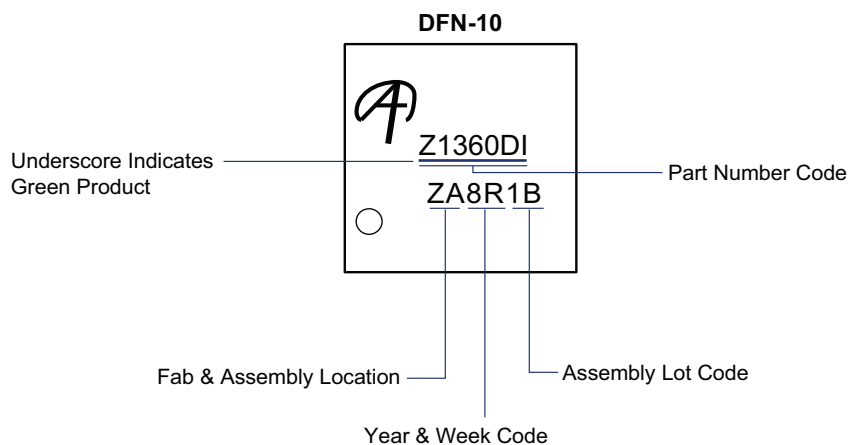 DFN-10
Z1360DI
Underscore Indicates
Green Product
Part Number Code
ZA8R1B
Fab & Assembly Location
Assembly Lot Code
Year & Week Code